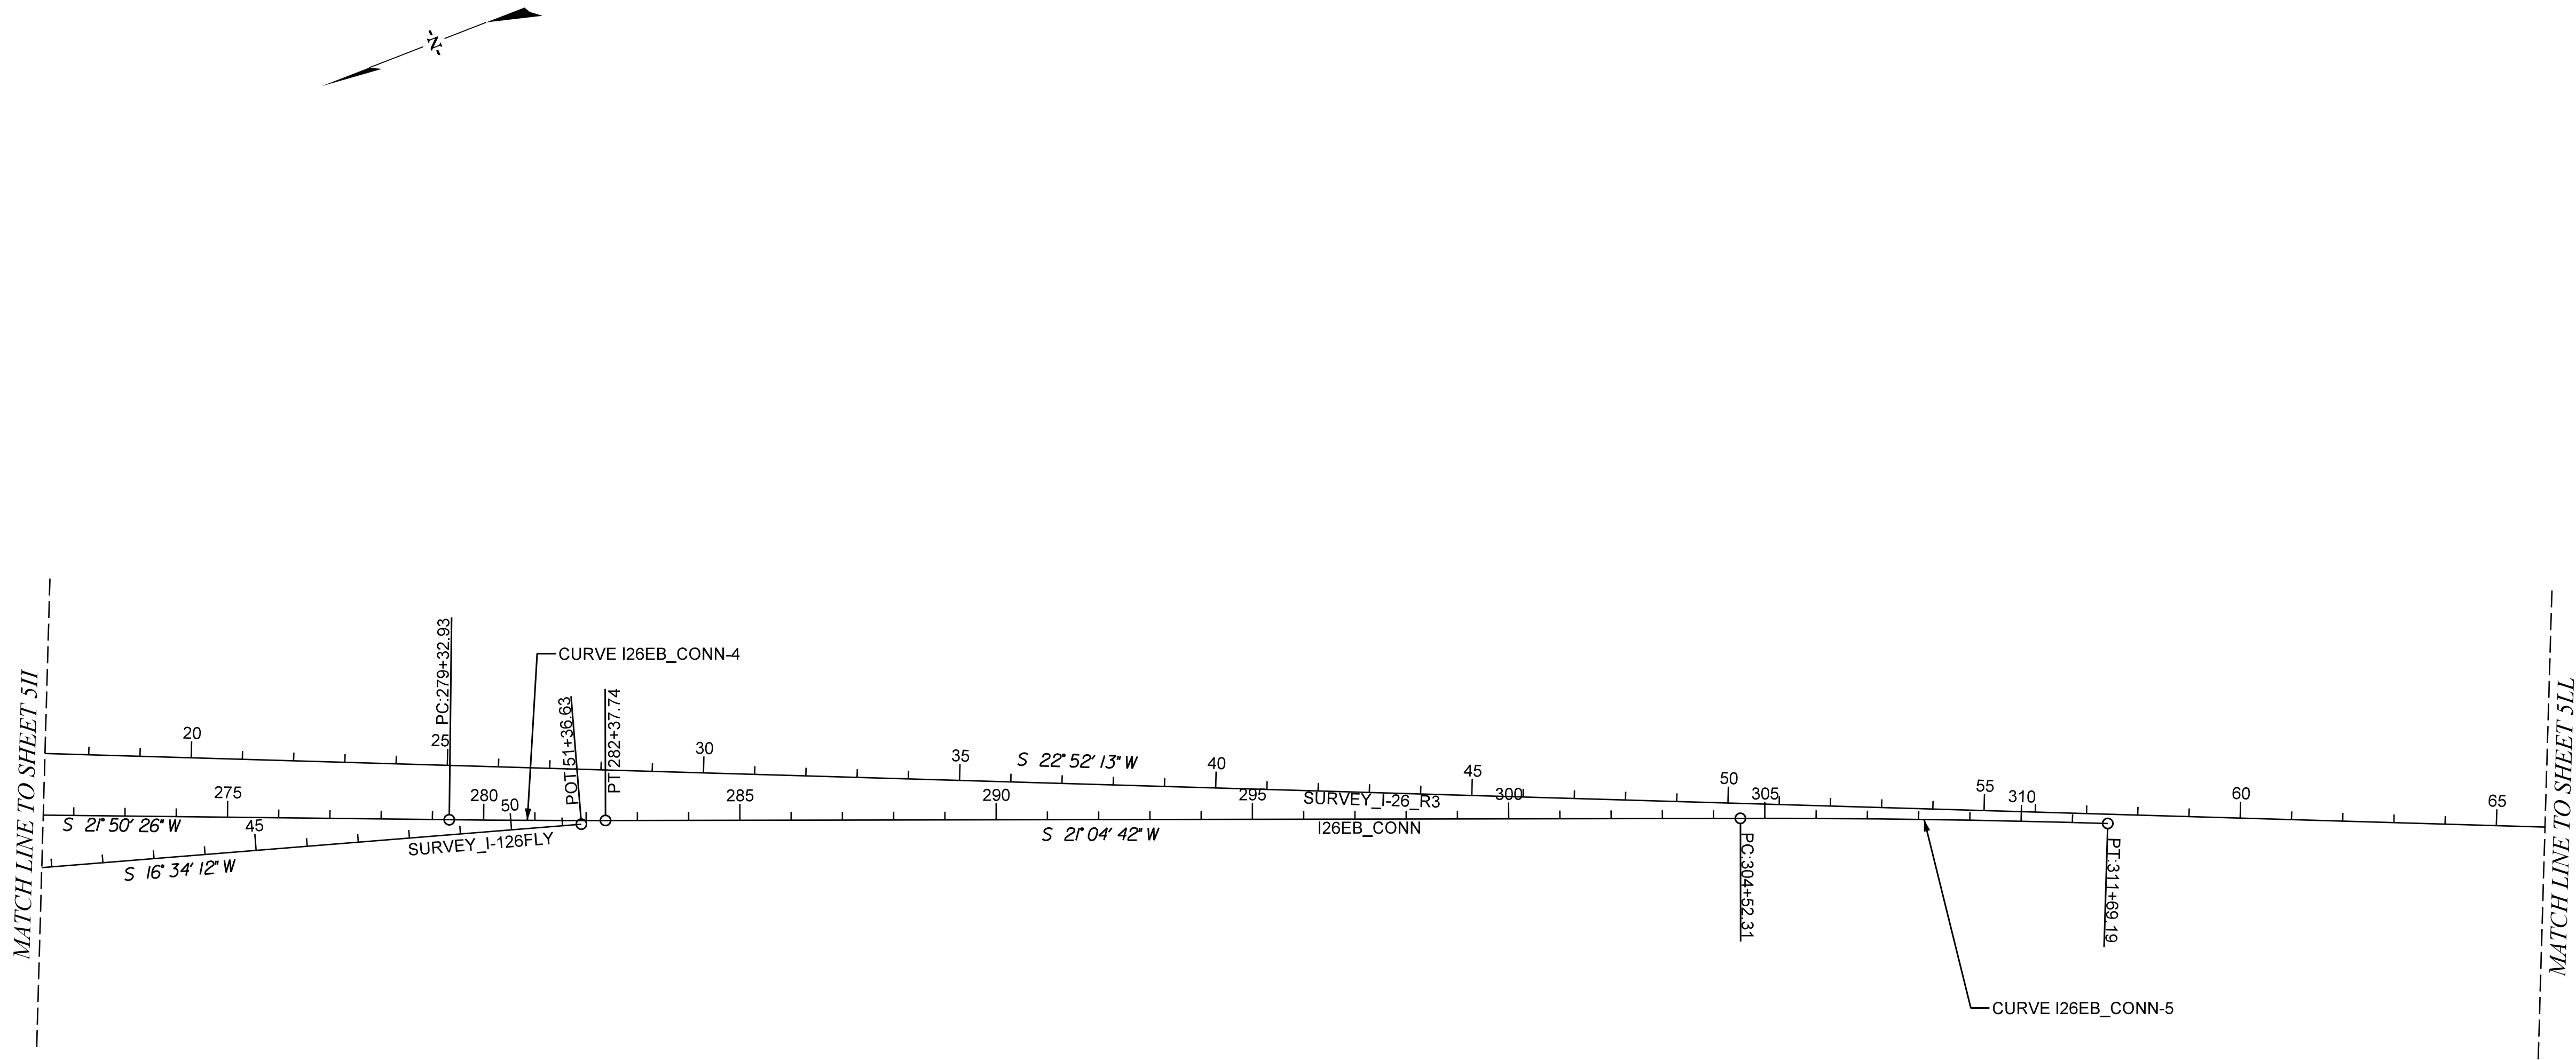 -N-
MATCH LINE TO SHEET 5II
PC:279+32.93
CURVE I26EB_CONN-4
POT 51+36.63
PT 282+37.74
20
25
30
35
S 22° 52' 13" W
40
45
50
55
60
65
SURVEY_I-26_R3
275
280
285
290
295
300
305
310
S 21° 50' 26" W
S 21° 04' 42" W
I26EB_CONN
45
50
SURVEY_I-126FLY
S 16° 34' 12" W
PC:304+52.31
PT:311+69.19
CURVE I26EB_CONN-5
MATCH LINE TO SHEET 5LL